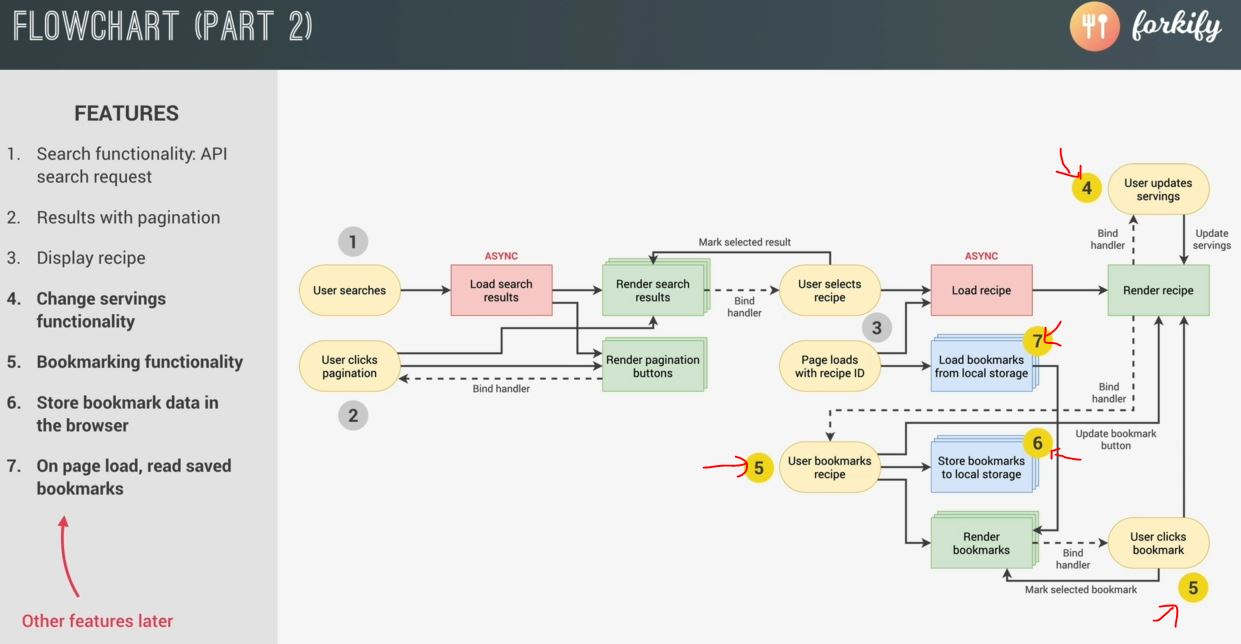 FLOWCHART (PART 2)
forkify
FEATURES
1. Search functionality: API
search request
2. Results with pagination
3. Display recipe
4. Change servings
functionality
5. Bookmarking functionality
6. Store bookmark data in
the browser
7. On page load, read saved
bookmarks
Other features later
4
User updates
servings
Bind
handler
Update
servings
1
Mark selected result
ASYNC
ASYNC
User searches
Load search
results
Render search
results
Bind
handler
User selects
recipe
Load recipe
Render recipe
3
7
User clicks
pagination
Render pagination
buttons
Page loads
with recipe ID
Load bookmarks
from local storage
Bind handler
Bind
handler
2
Update bookmark
button
6
5
User bookmarks
recipe
Store bookmarks
to local storage
Render
bookmarks
Bind
handler
User clicks
bookmark
Mark selected bookmark
5